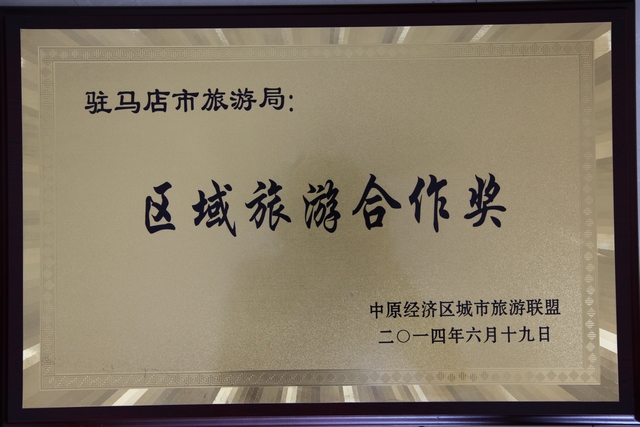 驻马店市旅游局：
区域旅游合作奖
中原经济区城市旅游联盟
二〇一四年六月十九日